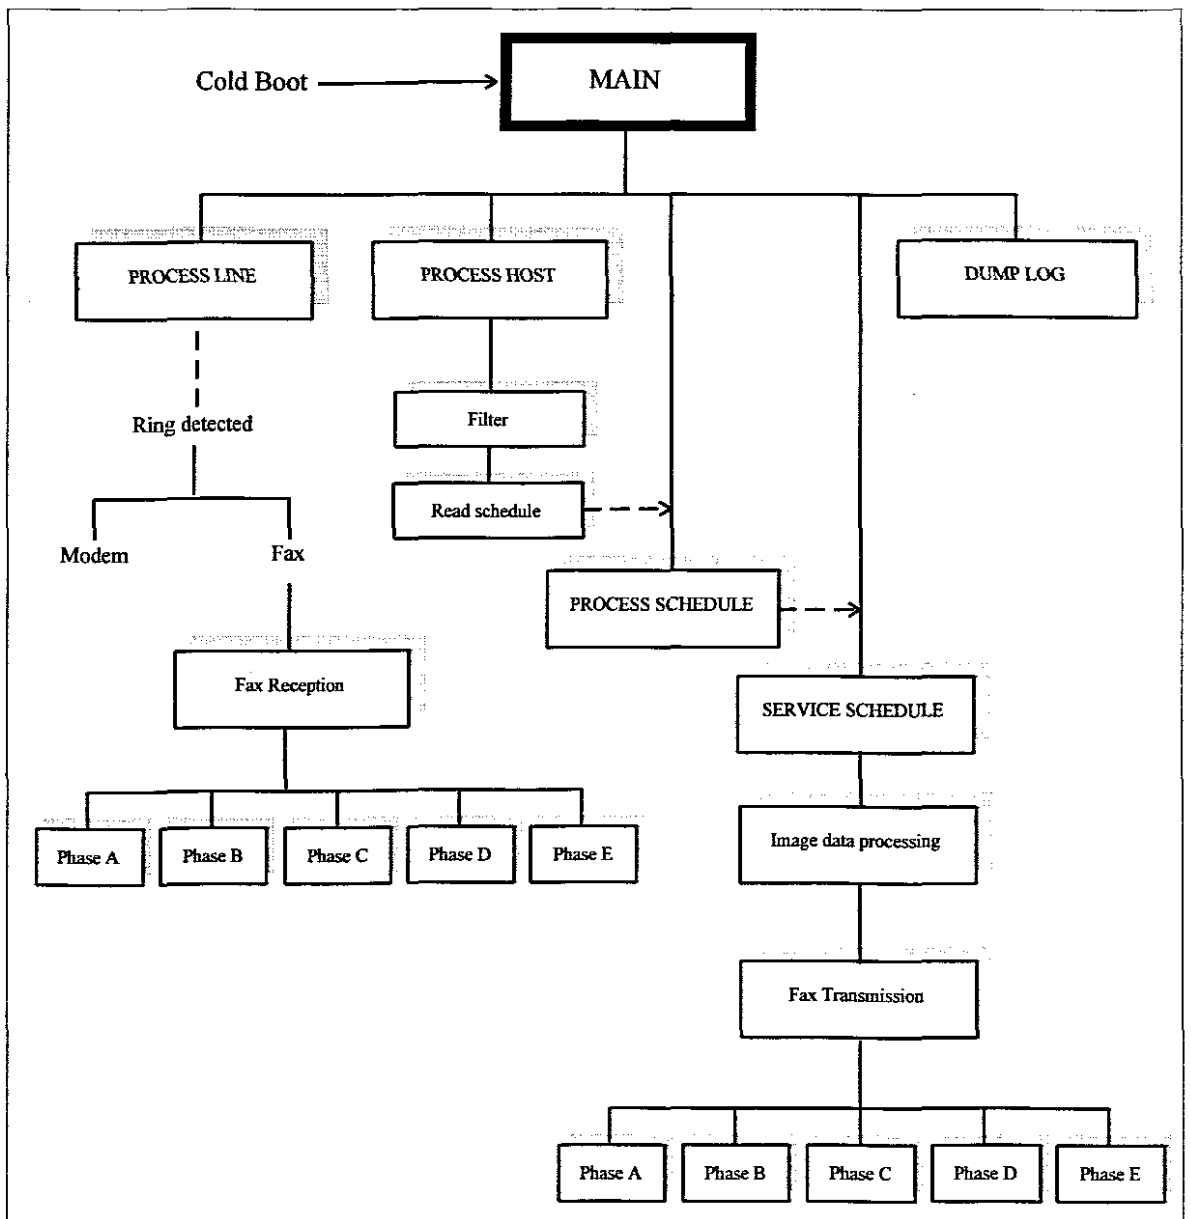 MAIN
Cold Boot
PROCESS LINE
PROCESS HOST
DUMP LOG
Filter
Ring detected
Read schedule
Modem
Fax
PROCESS SCHEDULE
Fax Reception
SERVICE SCHEDULE
Phase A
Phase B
Phase C
Phase D
Phase E
Image data processing
Fax Transmission
Phase A
Phase B
Phase C
Phase D
Phase E